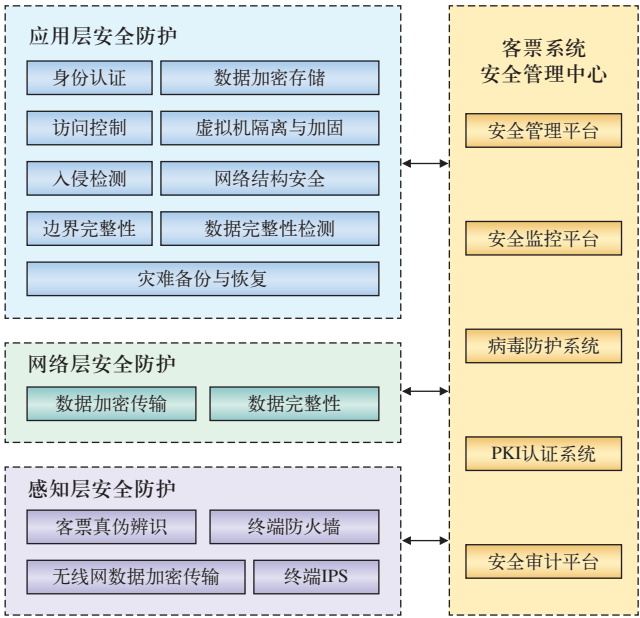 应用层安全防护
身份认证
数据加密存储
访问控制
虚拟机隔离与加固
入侵检测
网络结构安全
边界完整性
数据完整性检测
灾难备份与恢复
网络层安全防护
数据加密传输
数据完整性
感知层安全防护
客票真伪辨识
终端防火墙
无线网数据加密传输
终端IPS
客票系统
安全管理中心
安全管理平台
安全监控平台
病毒防护系统
PKI认证系统
安全审计平台